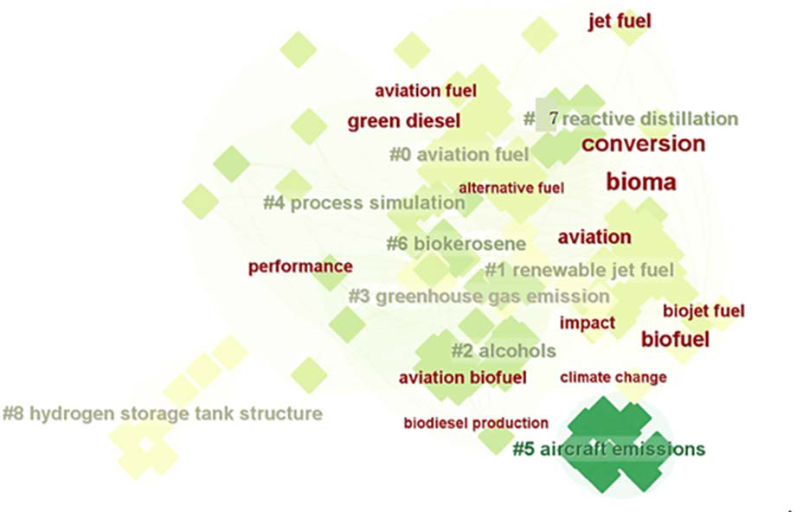 jet fuel
aviation fuel
green diesel
# 7 reactive distillation
conversion
#0 aviation fuel
bioma
alternative fuel
#4 process simulation
aviation
#6 biokerosene
performance
#1 renewable jet fuel
#3 greenhouse gas emission
biojet fuel
impact
biofuel
#2 alcohols
aviation biofuel
climate change
#8 hydrogen storage tank structure
biodiesel production
#5 aircraft emissions